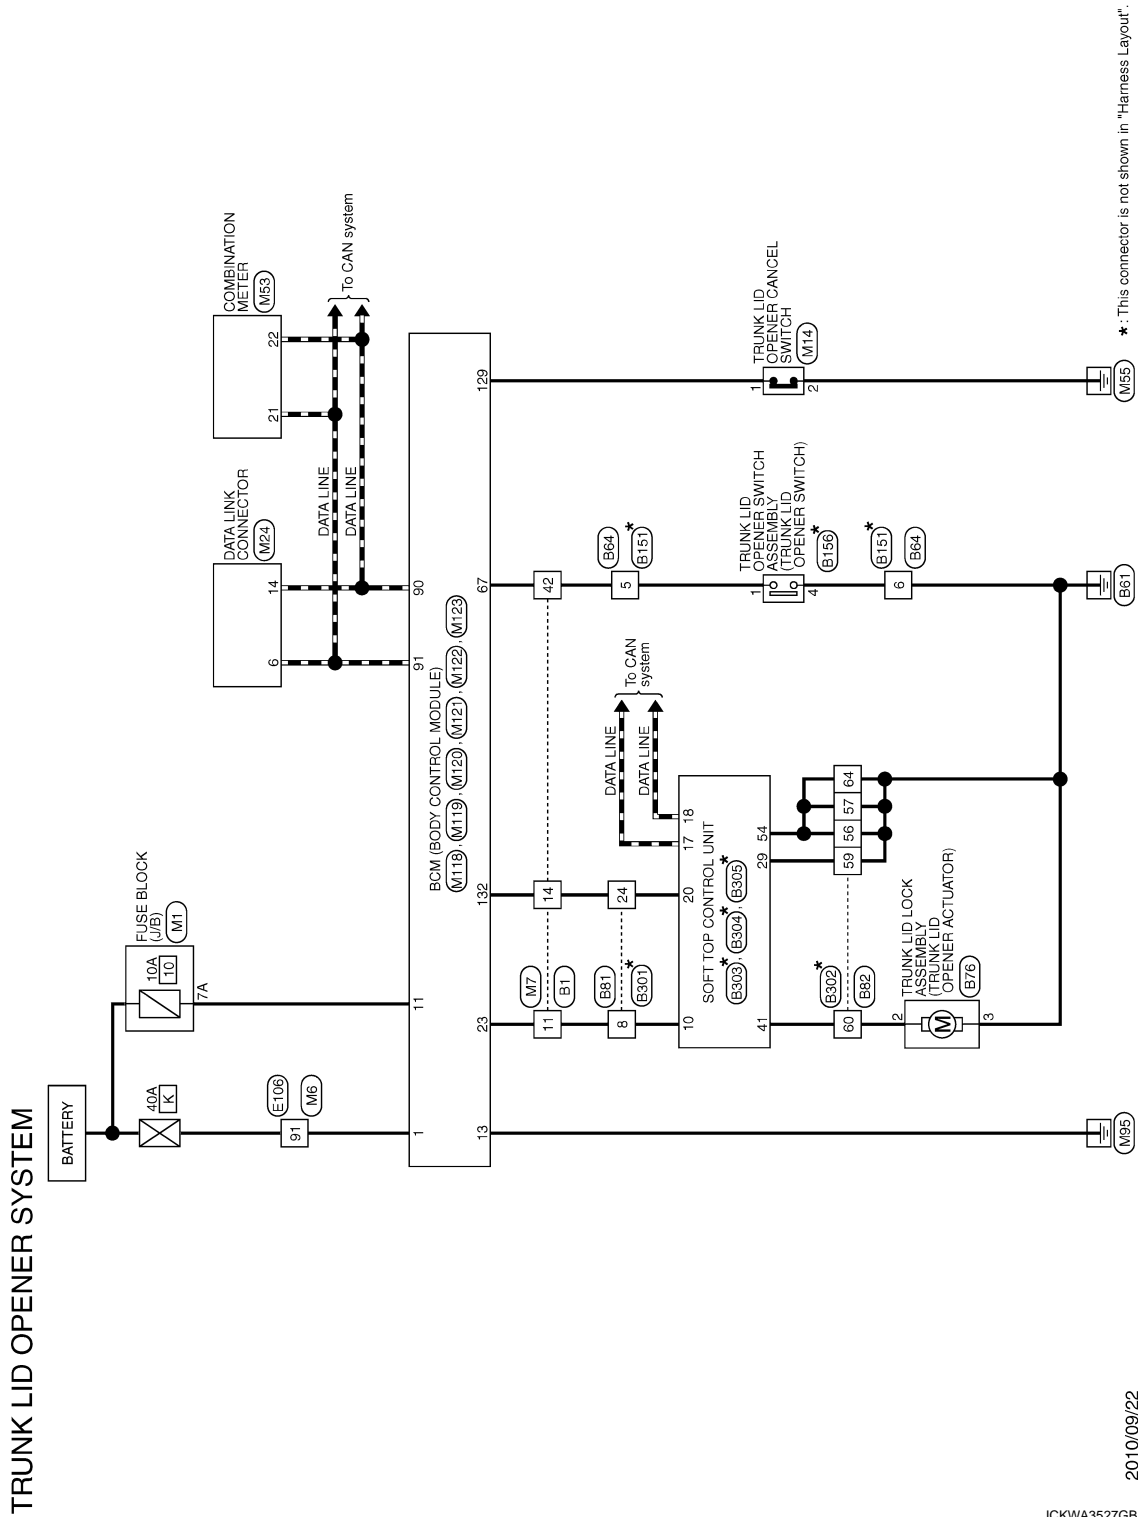 TRUNK LID OPENER SYSTEM
BATTERY
40A
K
FUSE BLOCK
(J/B)
M1
10A
10
7A
E106
M6
91
DATA LINK
CONNECTOR
M24
6
14
COMBINATION
METER
M53
21
22
DATA LINE
DATA LINE
To CAN system
1
11
91
90
BCM (BODY CONTROL MODULE)
M118 , M119 , M120 , M121 , M122 , M123
13
23
132
67
129
M7
B1
11
14
42
B81
B301 *
8
24
B64
B151 *
5
DATA LINE
DATA LINE
To CAN
system
10
20
17
18
SOFT TOP CONTROL UNIT
B303 * , B304 * , B305 *
41
29
54
TRUNK LID
OPENER SWITCH
ASSEMBLY
(TRUNK LID
OPENER SWITCH)
B156 *
1
4
TRUNK LID
OPENER CANCEL
SWITCH
M14
1
2
B302 *
B82
60
59
56
57
64
B151 *
B64
6
TRUNK LID LOCK
ASSEMBLY
(TRUNK LID
OPENER ACTUATOR)
B76
2
M
3
M95
B61
M55
* : This connector is not shown in "Harness Layout".
2010/09/22
JCKWA3527GB